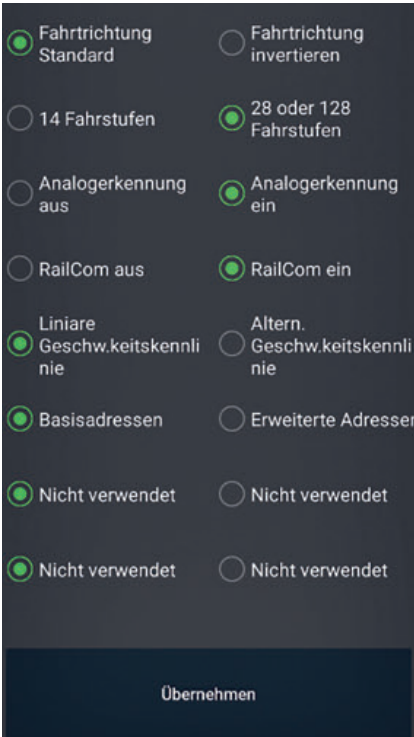 Fahrtrichtung
Standard
Fahrtrichtung
invertieren
14 Fahrstufen
28 oder 128
Fahrstufen
Analogerkennung
aus
Analogerkennung
ein
RailCom aus
RailCom ein
Liniare
Geschw.keitskennli
nie
Altern.
Geschw.keitskennli
nie
Basisadressen
Erweiterte Adresser
Nicht verwendet
Nicht verwendet
Nicht verwendet
Nicht verwendet
Übernehmen